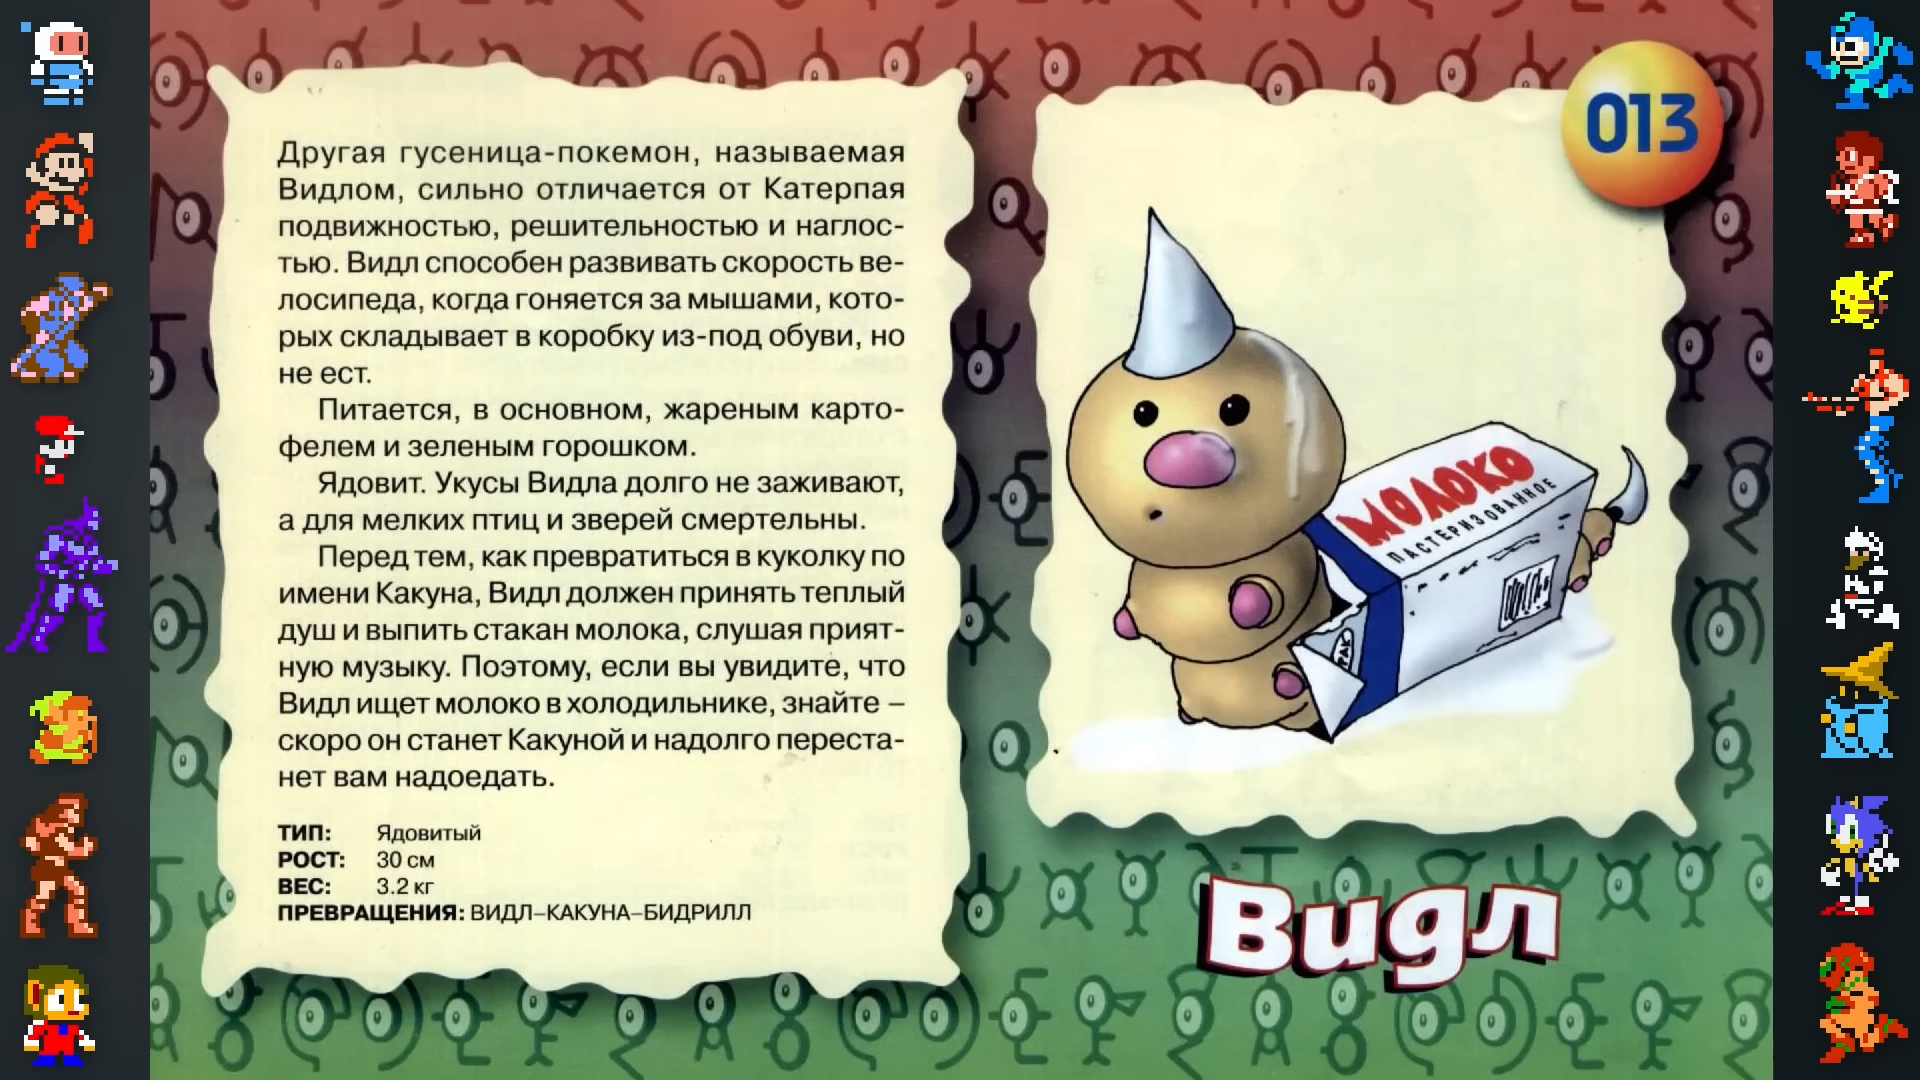 Другая гусеница-покемон, называемая
Видлом, сильно отличается от Катерпая
подвижностью, решительностью и наглос-
тью. Видл способен развивать скорость ве-
лосипеда, когда гоняется за мышами, кото-
рых складывает в коробку из-под обуви, но
не ест.
Питается, в основном, жареным карто-
фелем и зеленым горошком.
Ядовит. Укусы Видла долго не заживают,
а для мелких птиц и зверей смертельны.
Перед тем, как превратиться в куколку по
имени Какуна, Видл должен принять теплый
душ и выпить стакан молока, слушая прият-
ную музыку. Поэтому, если вы увидите, что
Видл ищет молоко в холодильнике, знайте –
скоро он станет Какуной и надолго переста-
нет вам надоедать.
ТИП: Ядовитый
РОСТ: 30 см
ВЕС: 3.2 кг
ПРЕВРАЩЕНИЯ: ВИДЛ–КАКУНА–БИДРИЛЛ
013
МОЛОКО
ПАСТЕРИЗОВАННОЕ
Видл